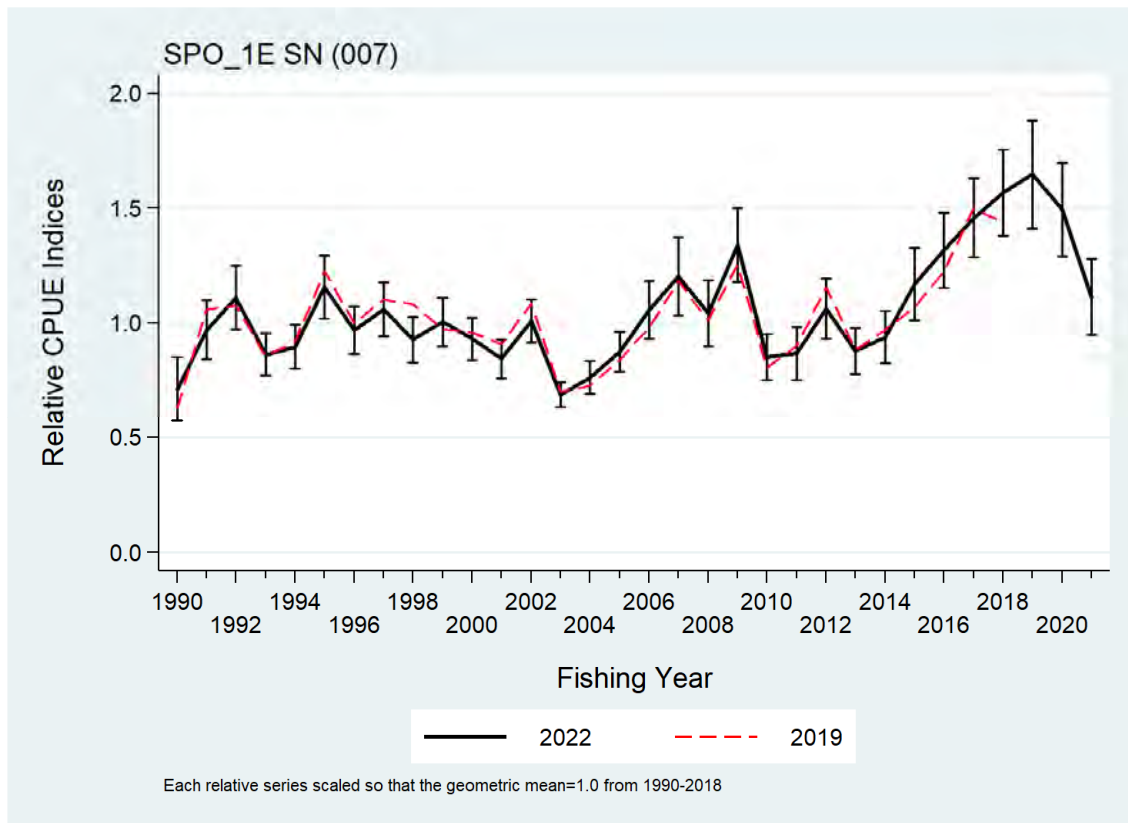 SPO_1E SN (007)
2.0
1.5
1.0
0.5
0.0
Relative CPUE Indices
1990 1994 1998 2002 2006 2010 2014 2018
1992 1996 2000 2004 2008 2012 2016 2020
Fishing Year
2022 2019
Each relative series scaled so that the geometric mean=1.0 from 1990-2018